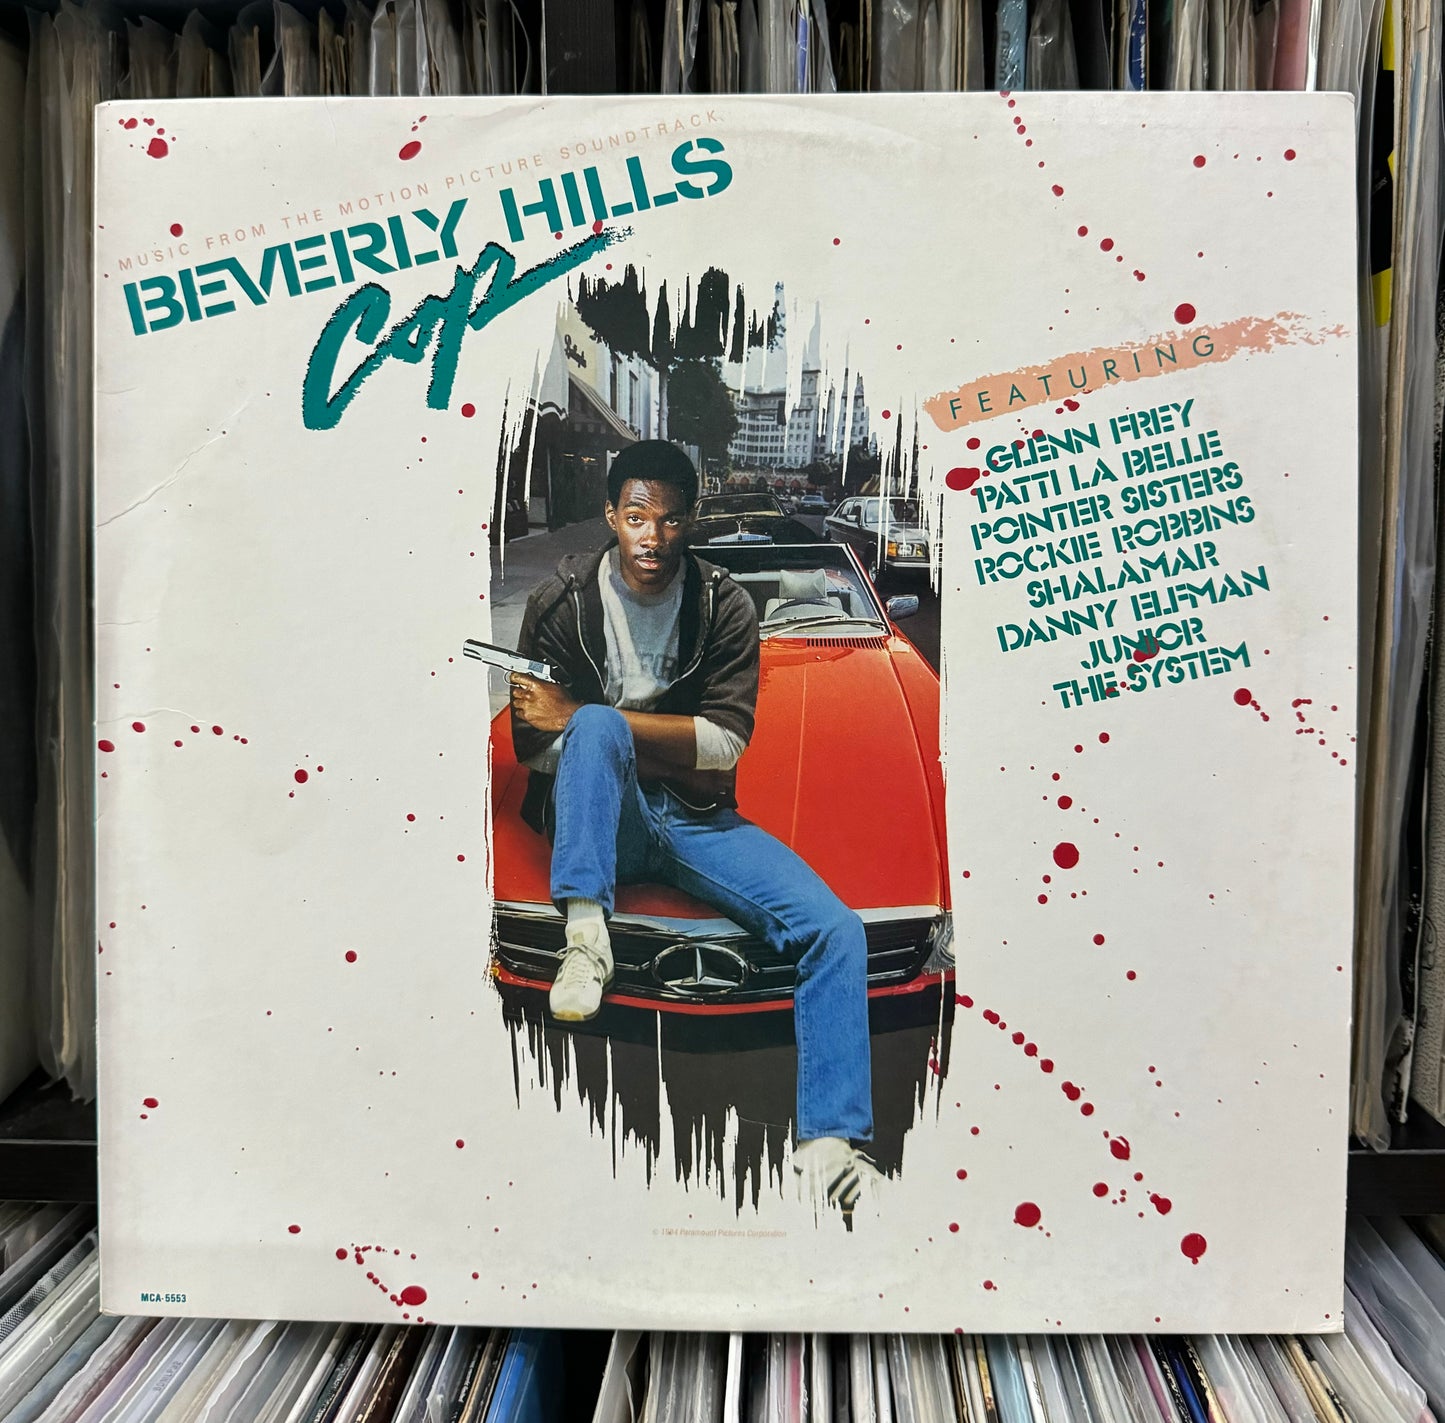 MUSIC FROM THE MOTION PICTURE SOUNDTRACK
BEVERLY HILLS
Cop
FEATURING
GLENN FREY
PATTI LA BELLE
POINTER SISTERS
ROCKIE ROBBINS
SHALAMAR
DANNY ELFMAN
JUNIOR
THE SYSTEM
© 1984 Paramount Pictures Corporation
MCA-5553